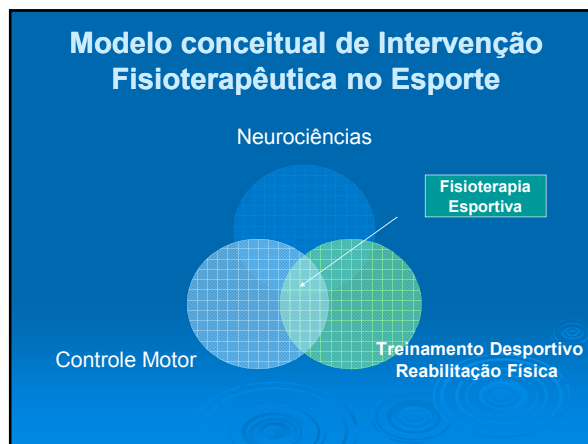 Modelo conceitual de Intervenção
Fisioterapêutica no Esporte
Neurociências
Fisioterapia
Esportiva
Controle Motor
Treinamento Desportivo
Reabilitação Física